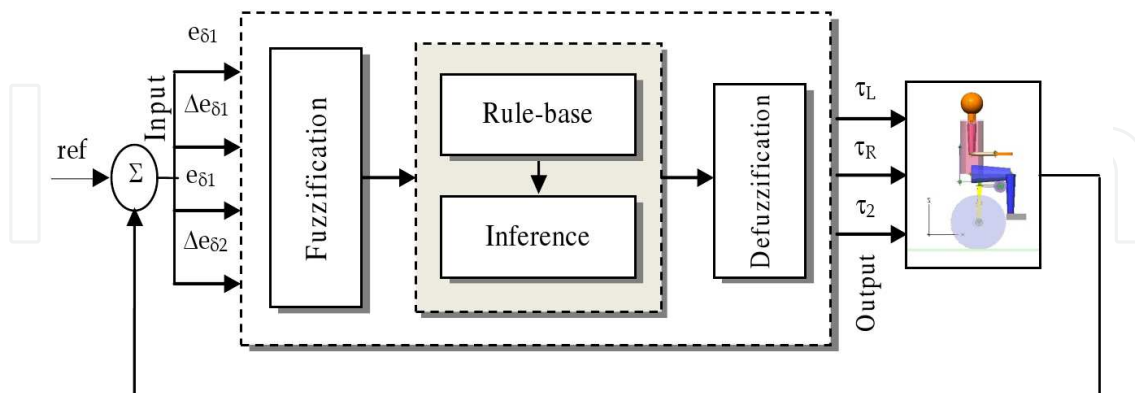 ref
Σ
Input
eδ1
Δeδ1
eδ1
Δeδ2
Fuzzification
Rule-base
Inference
Defuzzification
τL
τR
τ2
Output